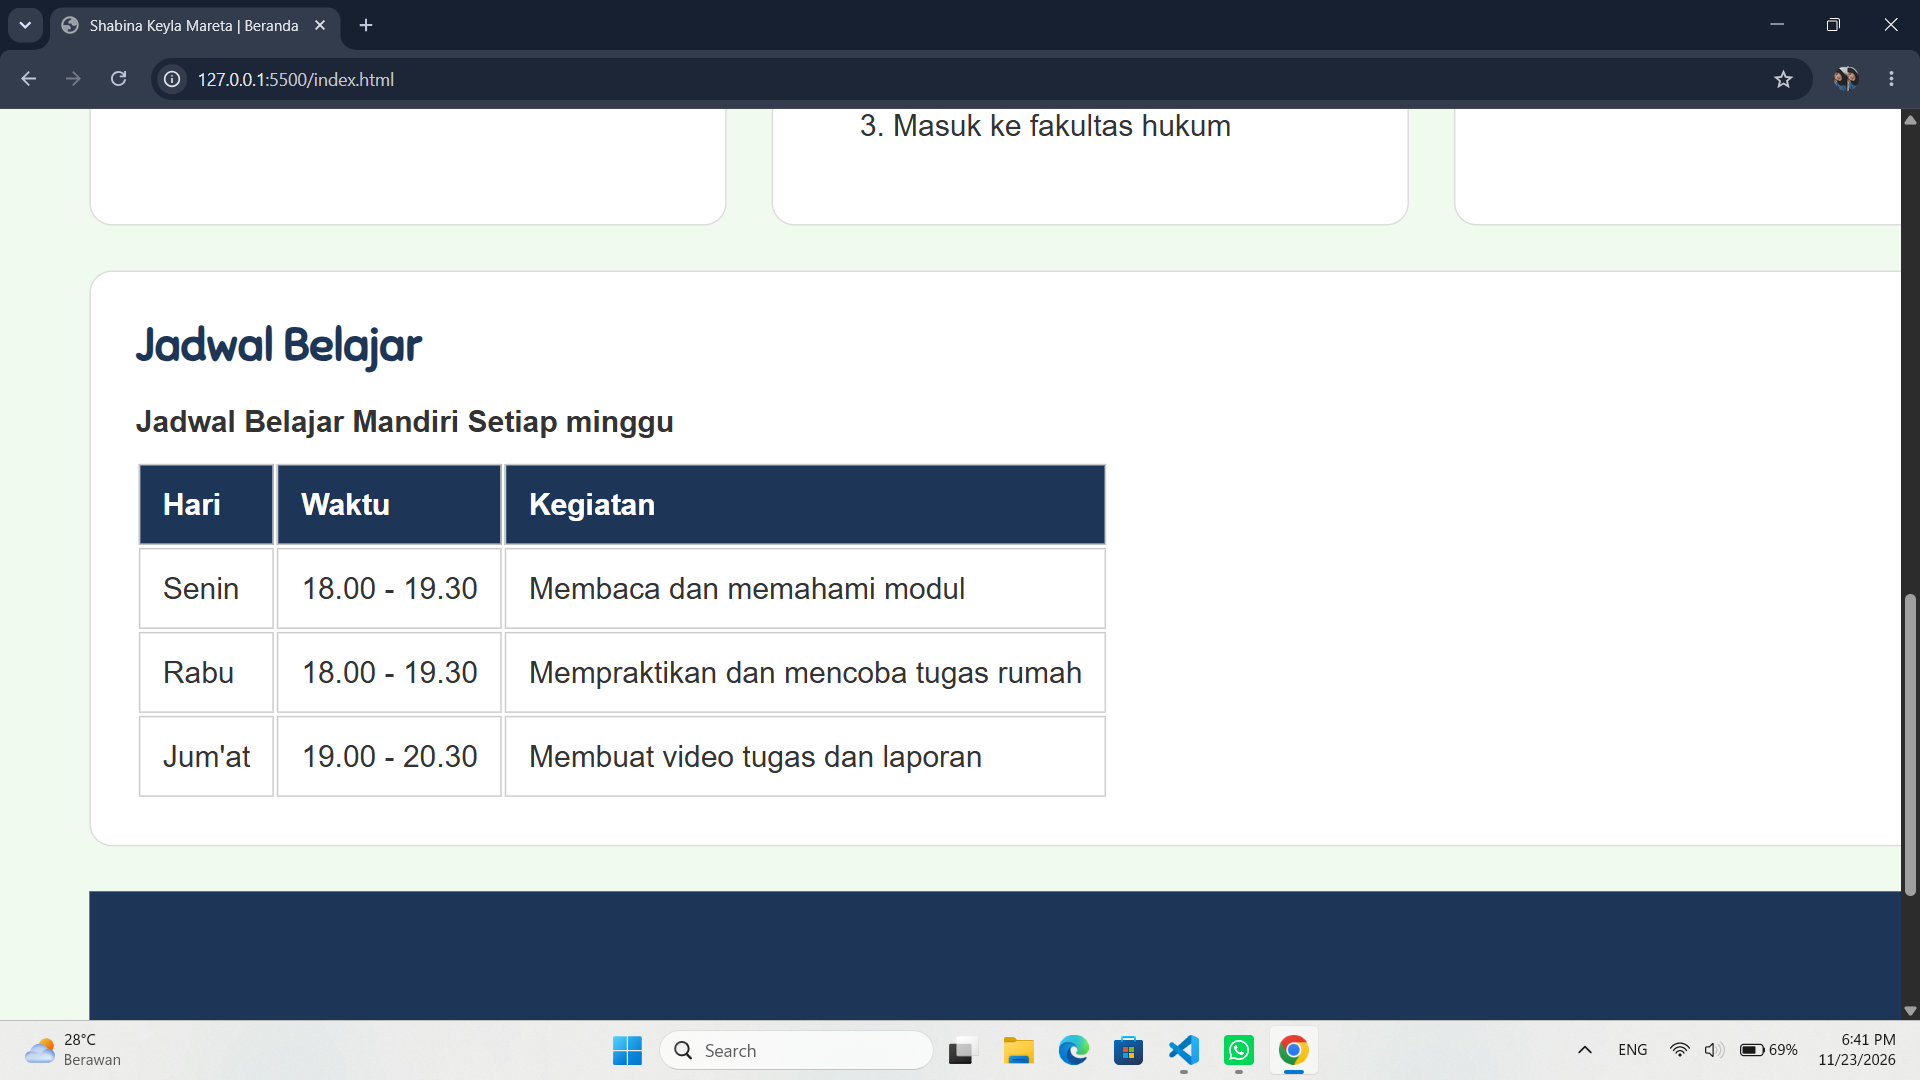 Shabina Keyla Mareta | Beranda
127.0.0.1:5500/index.html
3. Masuk ke fakultas hukum
Jadwal Belajar
Jadwal Belajar Mandiri Setiap minggu
Hari Waktu Kegiatan
Senin 18.00 - 19.30 Membaca dan memahami modul
Rabu 18.00 - 19.30 Mempraktikan dan mencoba tugas rumah
Jum'at 19.00 - 20.30 Membuat video tugas dan laporan
28°C
Berawan
Search
ENG
69%
6:41 PM
11/23/2026